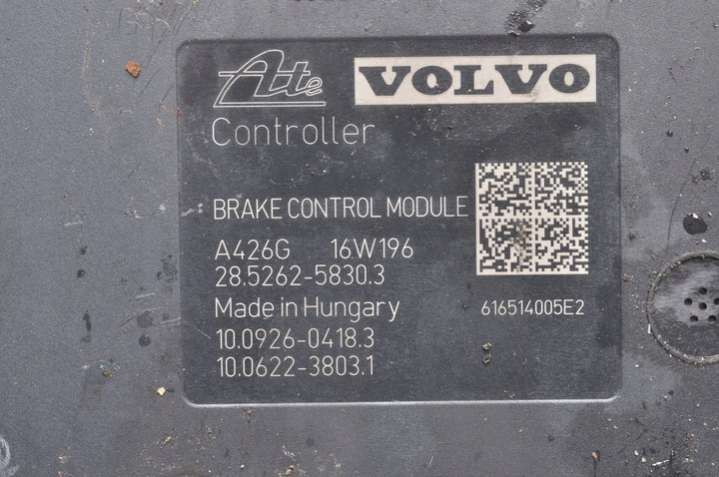 Ate VOLVO
Controller
BRAKE CONTROL MODULE
A426G 16W196
28.5262-5830.3
Made in Hungary
616514005E2
10.0926-0418.3
10.0622-3803.1